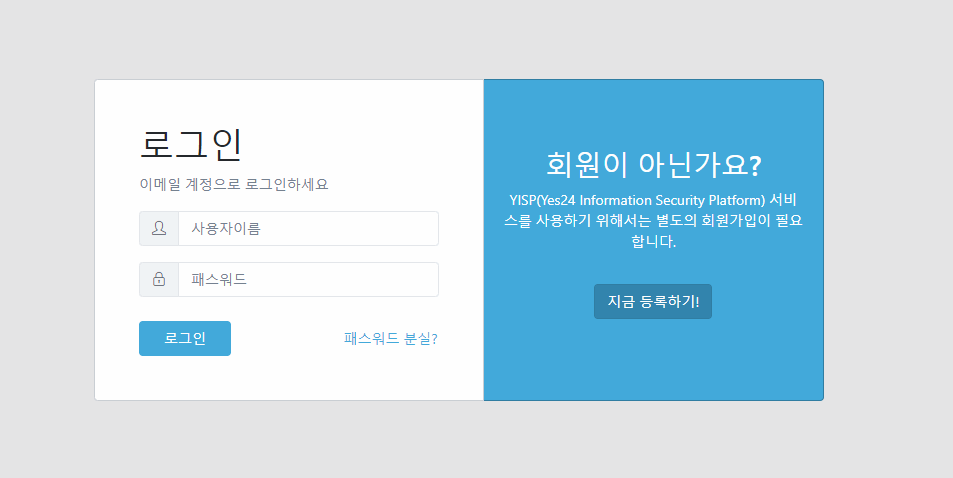 로그인
이메일 계정으로 로그인하세요
사용자이름
패스워드
로그인
패스워드 분실?
회원이 아닌가요?
YISP(Yes24 Information Security Platform) 서비
스를 사용하기 위해서는 별도의 회원가입이 필요
합니다.
지금 등록하기!